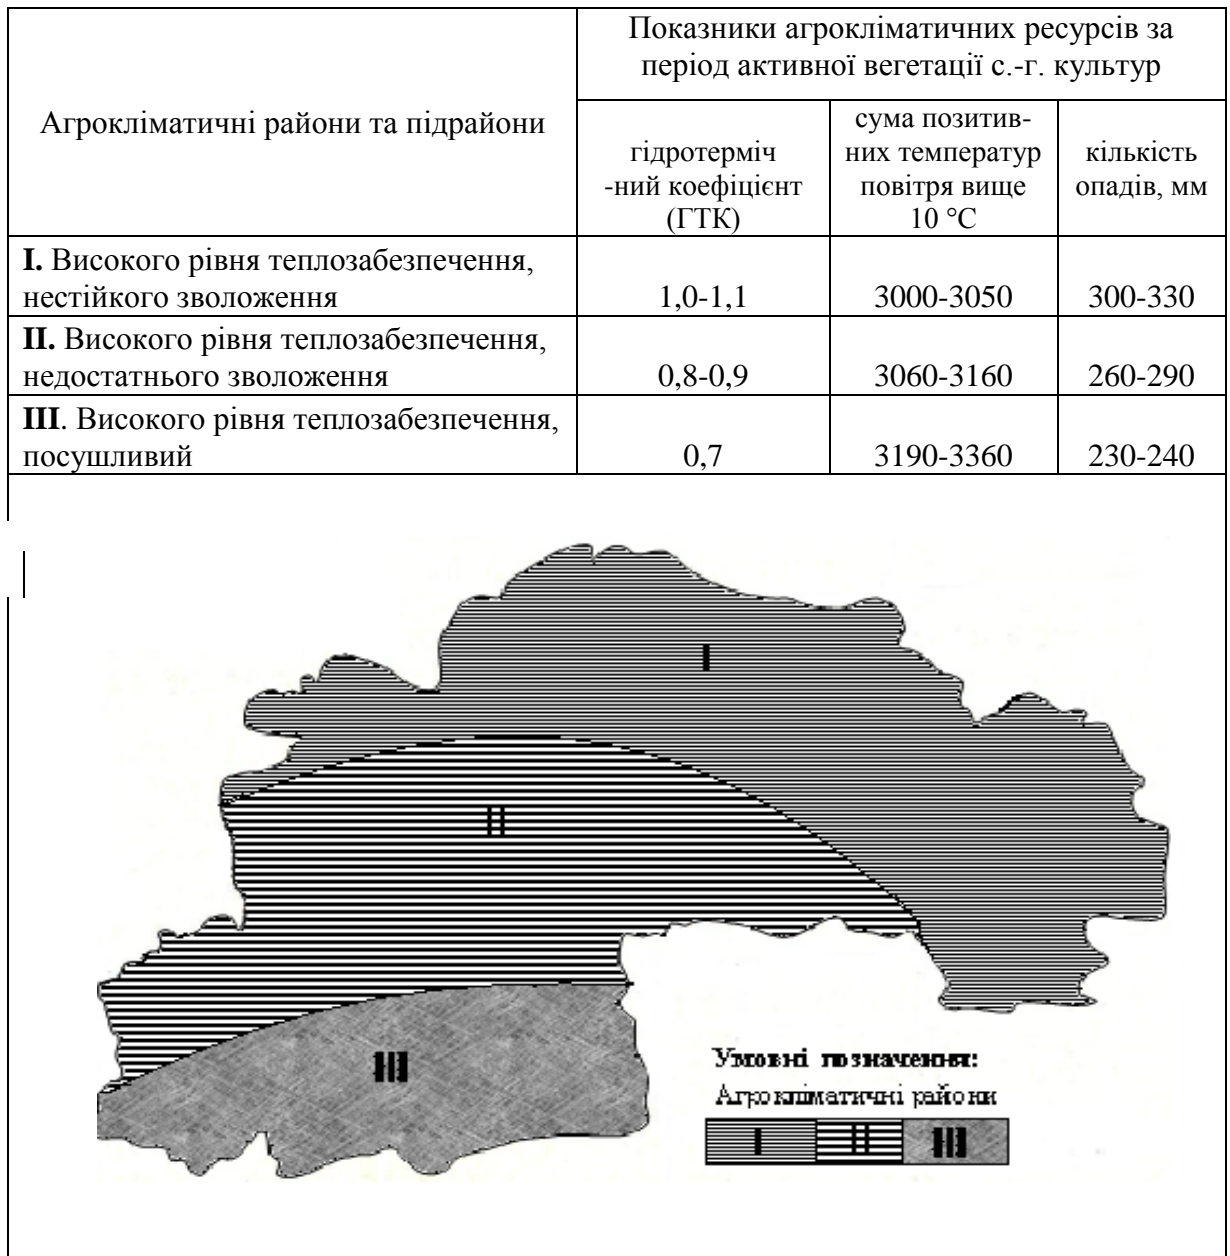 Показники агрокліматичних ресурсів за
період активної вегетації с.-г. культур
Агрокліматичні райони та підрайони
гідротерміч
-ний коефіцієнт
(ГТК)
сума позитив-
них температур
повітря вище
10 °С
кількість
опадів, мм
I. Високого рівня теплозабезпечення,
нестійкого зволоження
1,0-1,1
3000-3050
300-330
II. Високого рівня теплозабезпечення,
недостатнього зволоження
0,8-0,9
3060-3160
260-290
III. Високого рівня теплозабезпечення,
посушливий
0,7
3190-3360
230-240
I
II
III
Умовні позначення:
Агрокліматичні райони
I II III